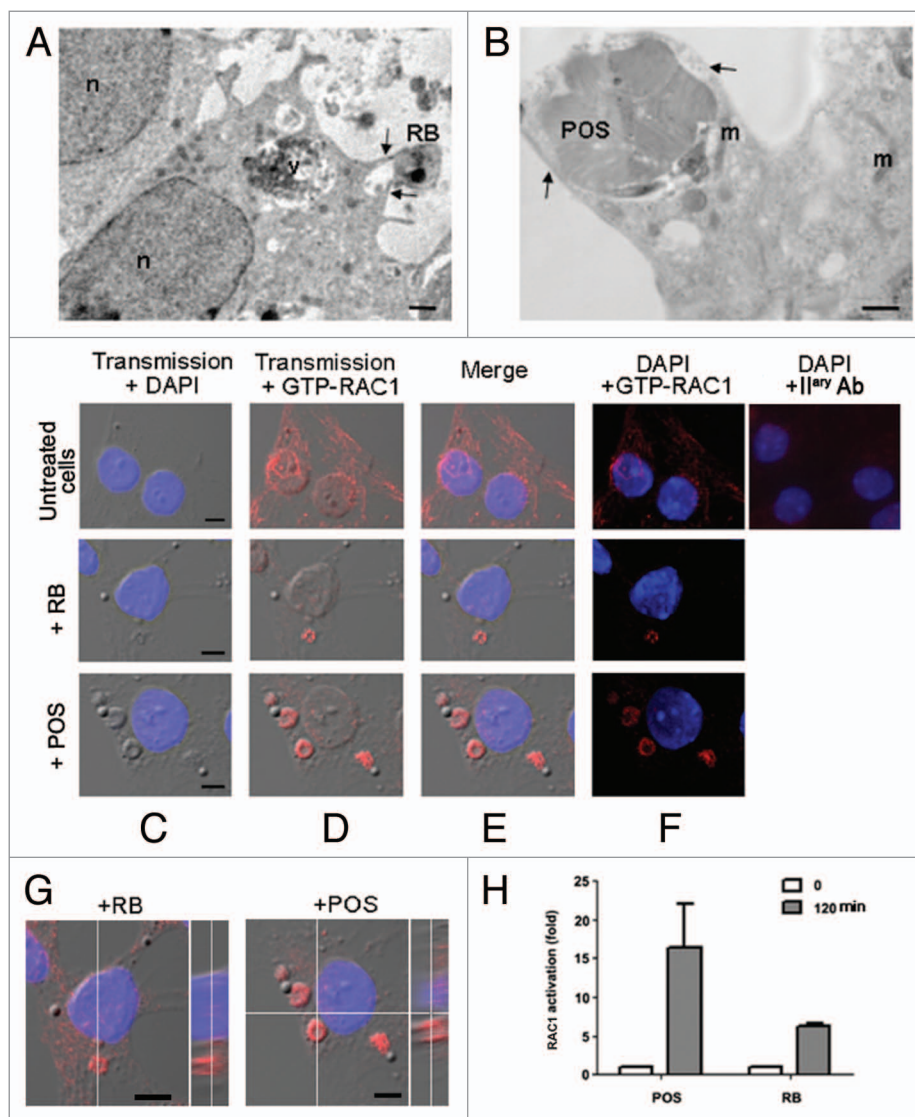 A
n
n
v
RB
B
POS
m
m
Transmission
+ DAPI
Transmission
+ GTP-RAC1
Merge
DAPI
+GTP-RAC1
DAPI
+IIary Ab
Untreated
cells
+ RB
+ POS
C
D
E
F
G
+RB
+POS
H
RAC1 activation (fold)
25
20
15
10
5
0
0
120 min
POS
RB